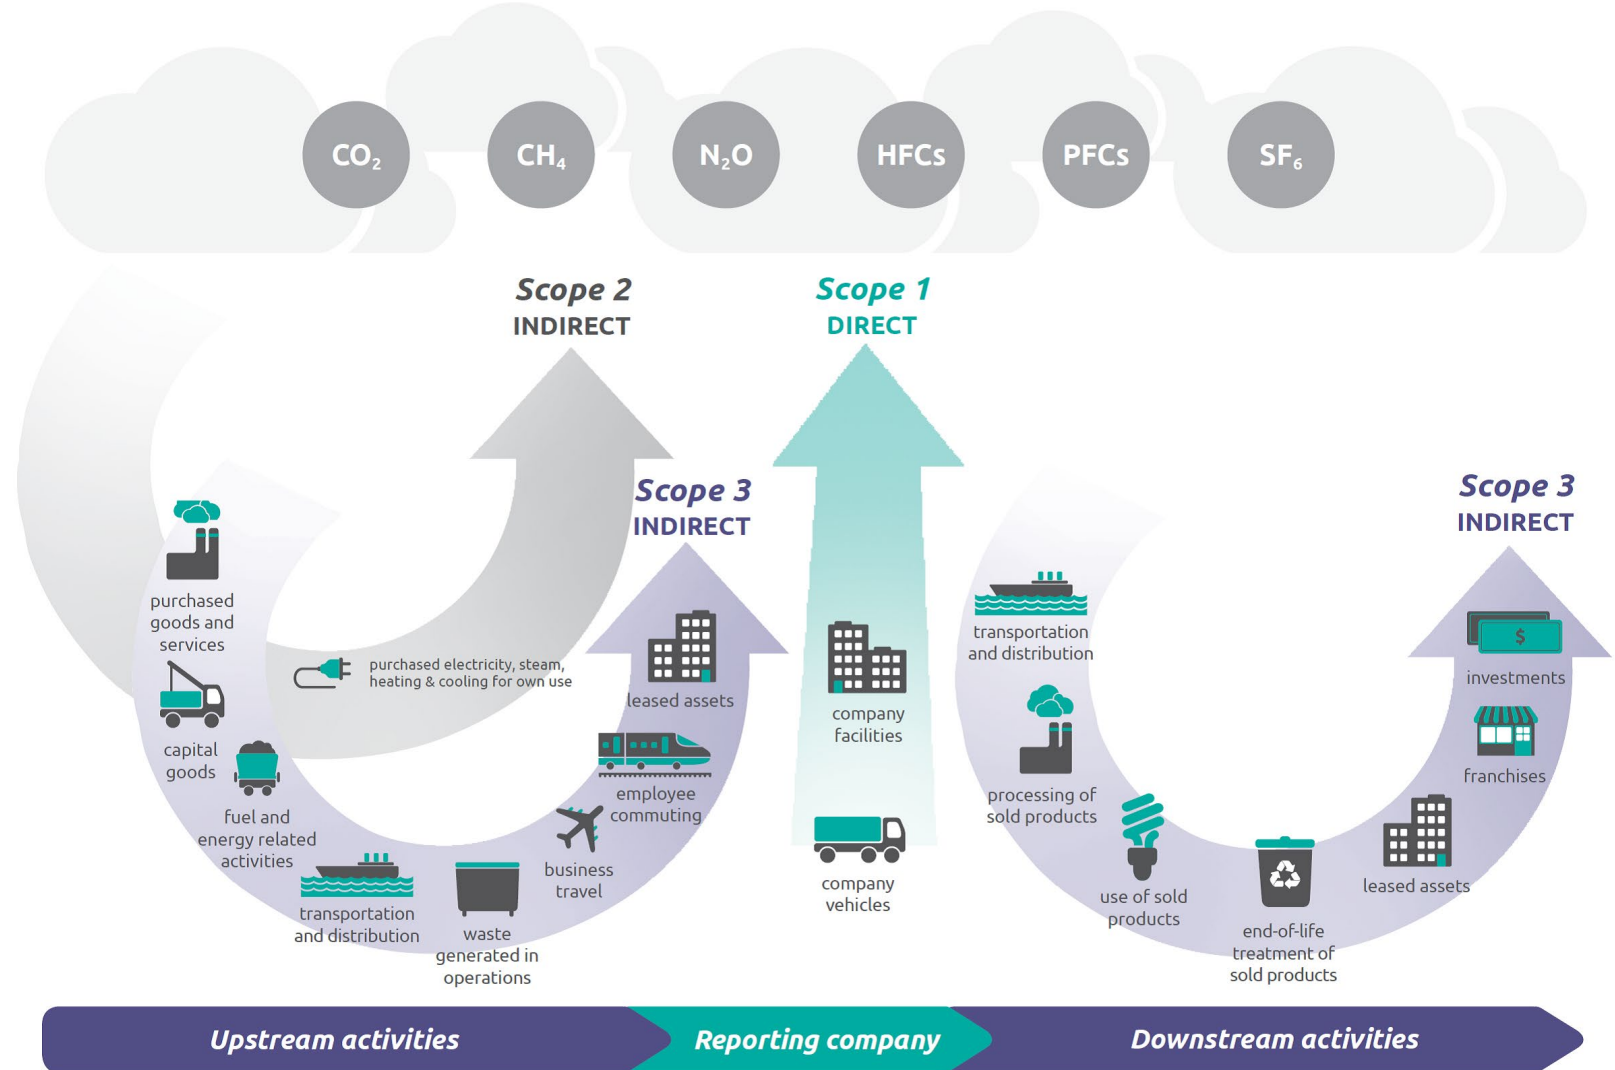 CO₂
CH₄
N₂O
HFCs
PFCs
SF₆
Scope 2
INDIRECT
Scope 1
DIRECT
Scope 3
INDIRECT
Scope 3
INDIRECT
purchased
goods and
services
capital
goods
fuel and
energy related
activities
transportation
and distribution
waste
generated in
operations
business
travel
employee
commuting
leased assets
purchased electricity, steam,
heating & cooling for own use
company
facilities
company
vehicles
transportation
and distribution
processing of
sold products
use of sold
products
end-of-life
treatment of
sold products
leased assets
franchises
investments
$
Upstream activities
Reporting company
Downstream activities